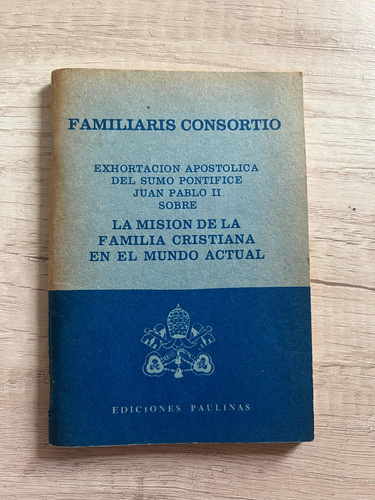 FAMILIARIS CONSORTIO
EXHORTACION APOSTOLICA
DEL SUMO PONTIFICE
JUAN PABLO II
SOBRE
LA MISION DE LA
FAMILIA CRISTIANA
EN EL MUNDO ACTUAL
EDICIONES PAULINAS